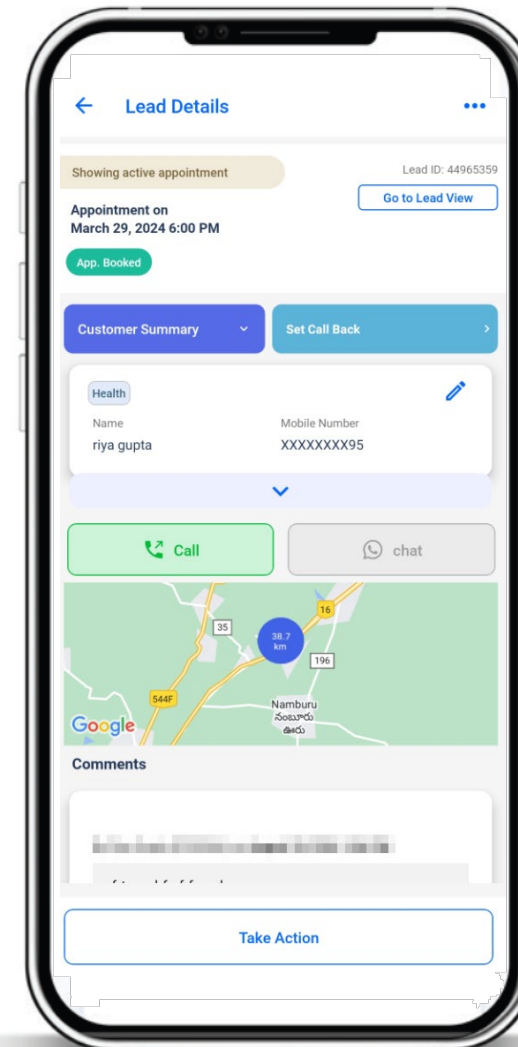 Lead Details
Showing active appointment
Lead ID: 44965359
Go to Lead View
Appointment on
March 29, 2024 6:00 PM
App. Booked
Customer Summary
Set Call Back
Health
Name
Mobile Number
riya gupta
XXXXXXXX95
Call
chat
16
35
38.7
km
196
544F
Namburu
నంబూరు
ఊరు
Google
Comments
Take Action